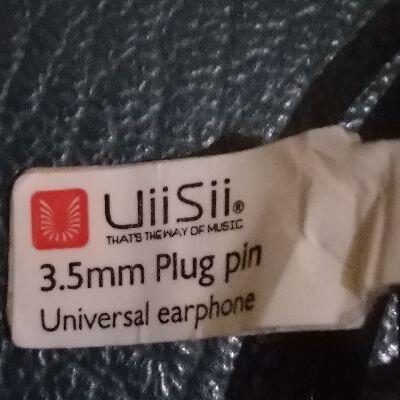 UiiSii®
THAT'S THE WAY OF MUSIC
3.5mm Plug pin
Universal earphone